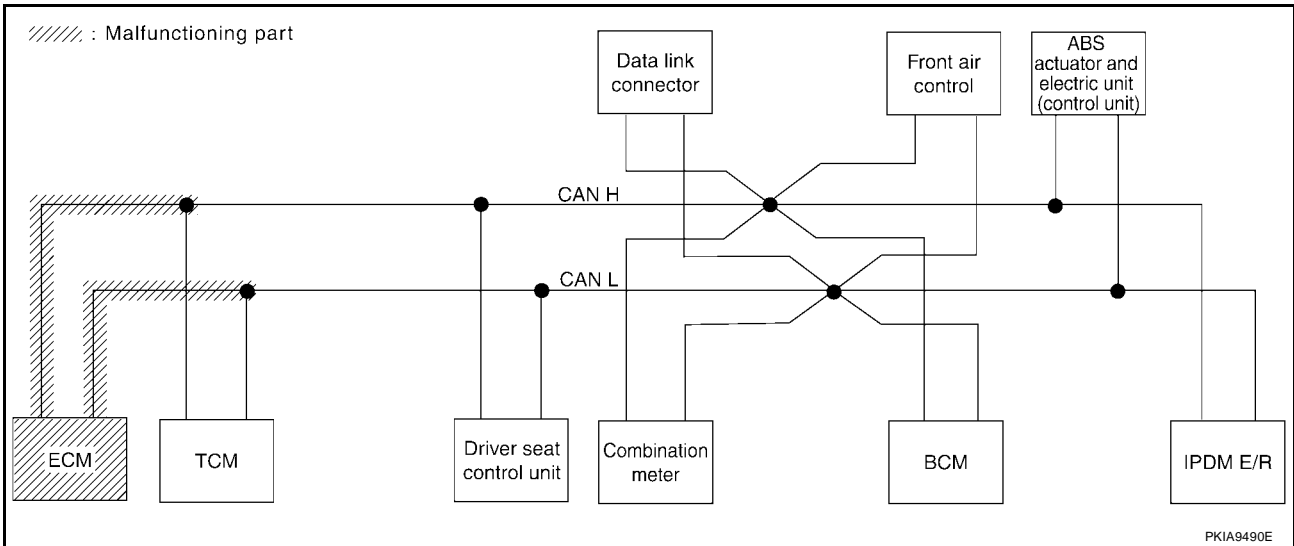 : Malfunctioning part
Data link
connector
Front air
control
ABS
actuator and
electric unit
(control unit)
CAN H
CAN L
ECM
TCM
Driver seat
control unit
Combination
meter
BCM
IPDM E/R
PKIA9490E